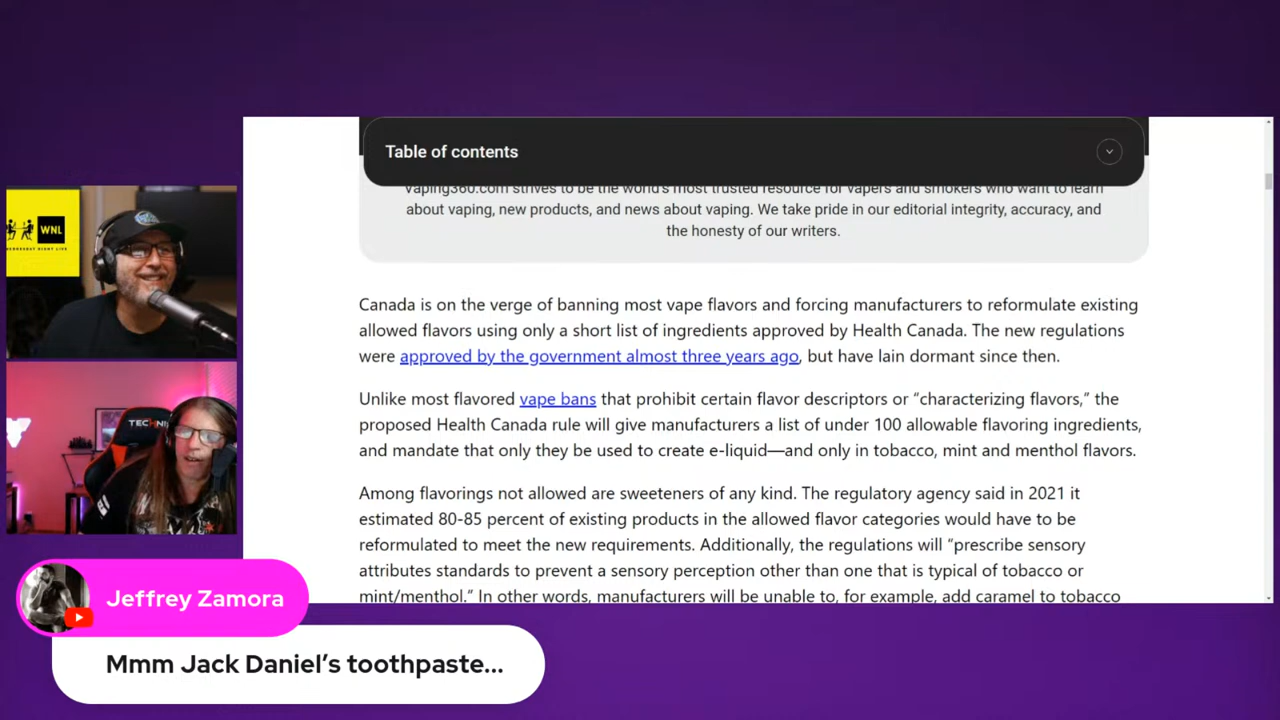 Table of contents
Vaping360.com strives to be the world's most trusted resource for vapers and smokers who want to learn
about vaping, new products, and news about vaping. We take pride in our editorial integrity, accuracy, and
the honesty of our writers.
Canada is on the verge of banning most vape flavors and forcing manufacturers to reformulate existing
allowed flavors using only a short list of ingredients approved by Health Canada. The new regulations
were approved by the government almost three years ago, but have lain dormant since then.
Unlike most flavored vape bans that prohibit certain flavor descriptors or “characterizing flavors,” the
proposed Health Canada rule will give manufacturers a list of under 100 allowable flavoring ingredients,
and mandate that only they be used to create e-liquid—and only in tobacco, mint and menthol flavors.
Among flavorings not allowed are sweeteners of any kind. The regulatory agency said in 2021 it
estimated 80-85 percent of existing products in the allowed flavor categories would have to be
reformulated to meet the new requirements. Additionally, the regulations will “prescribe sensory
attributes standards to prevent a sensory perception other than one that is typical of tobacco or
mint/menthol.” In other words, manufacturers will be unable to, for example, add caramel to tobacco
WNL
NIGHT LIVE
TECHNI
Jeffrey Zamora
Mmm Jack Daniel’s toothpaste...